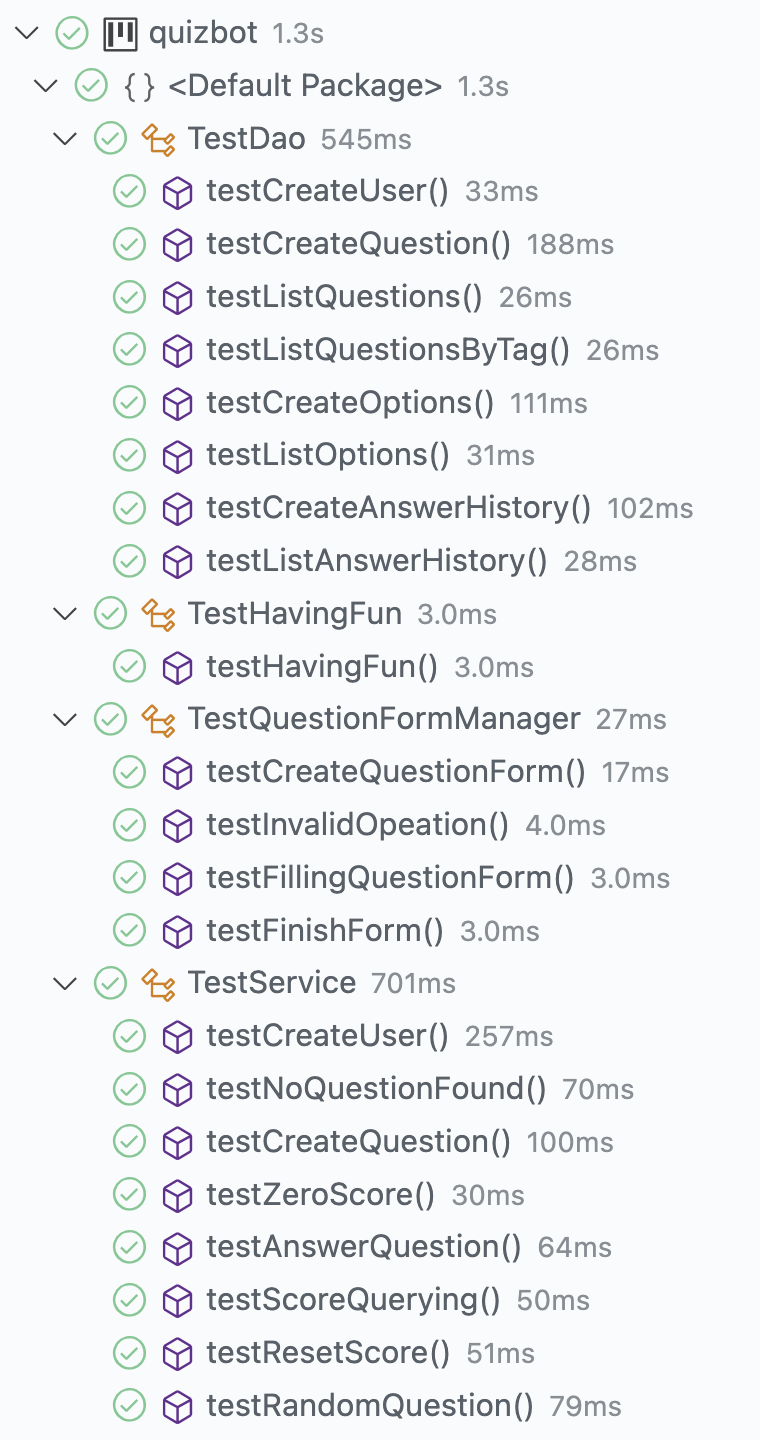 quizbot 1.3s
{} <Default Package> 1.3s
TestDao 545ms
testCreateUser() 33ms
testCreateQuestion() 188ms
testListQuestions() 26ms
testListQuestionsByTag() 26ms
testCreateOptions() 111ms
testListOptions() 31ms
testCreateAnswerHistory() 102ms
testListAnswerHistory() 28ms
TestHavingFun 3.0ms
testHavingFun() 3.0ms
TestQuestionFormManager 27ms
testCreateQuestionForm() 17ms
testInvalidOpeation() 4.0ms
testFillingQuestionForm() 3.0ms
testFinishForm() 3.0ms
TestService 701ms
testCreateUser() 257ms
testNoQuestionFound() 70ms
testCreateQuestion() 100ms
testZeroScore() 30ms
testAnswerQuestion() 64ms
testScoreQuerying() 50ms
testResetScore() 51ms
testRandomQuestion() 79ms